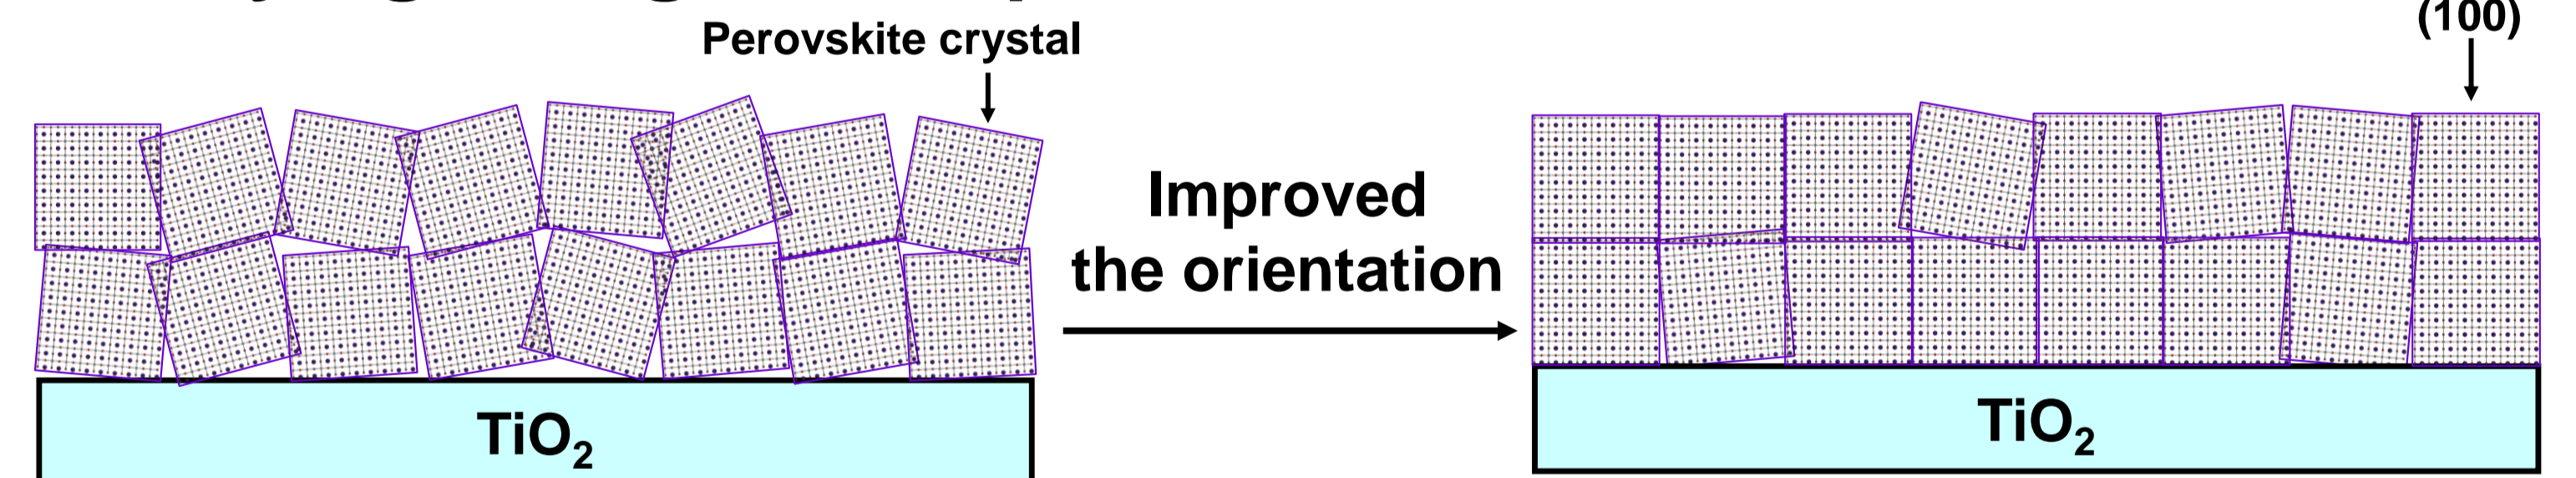 Perovskite crystal
(100)
Improved
the orientation
TiO₂
TiO₂